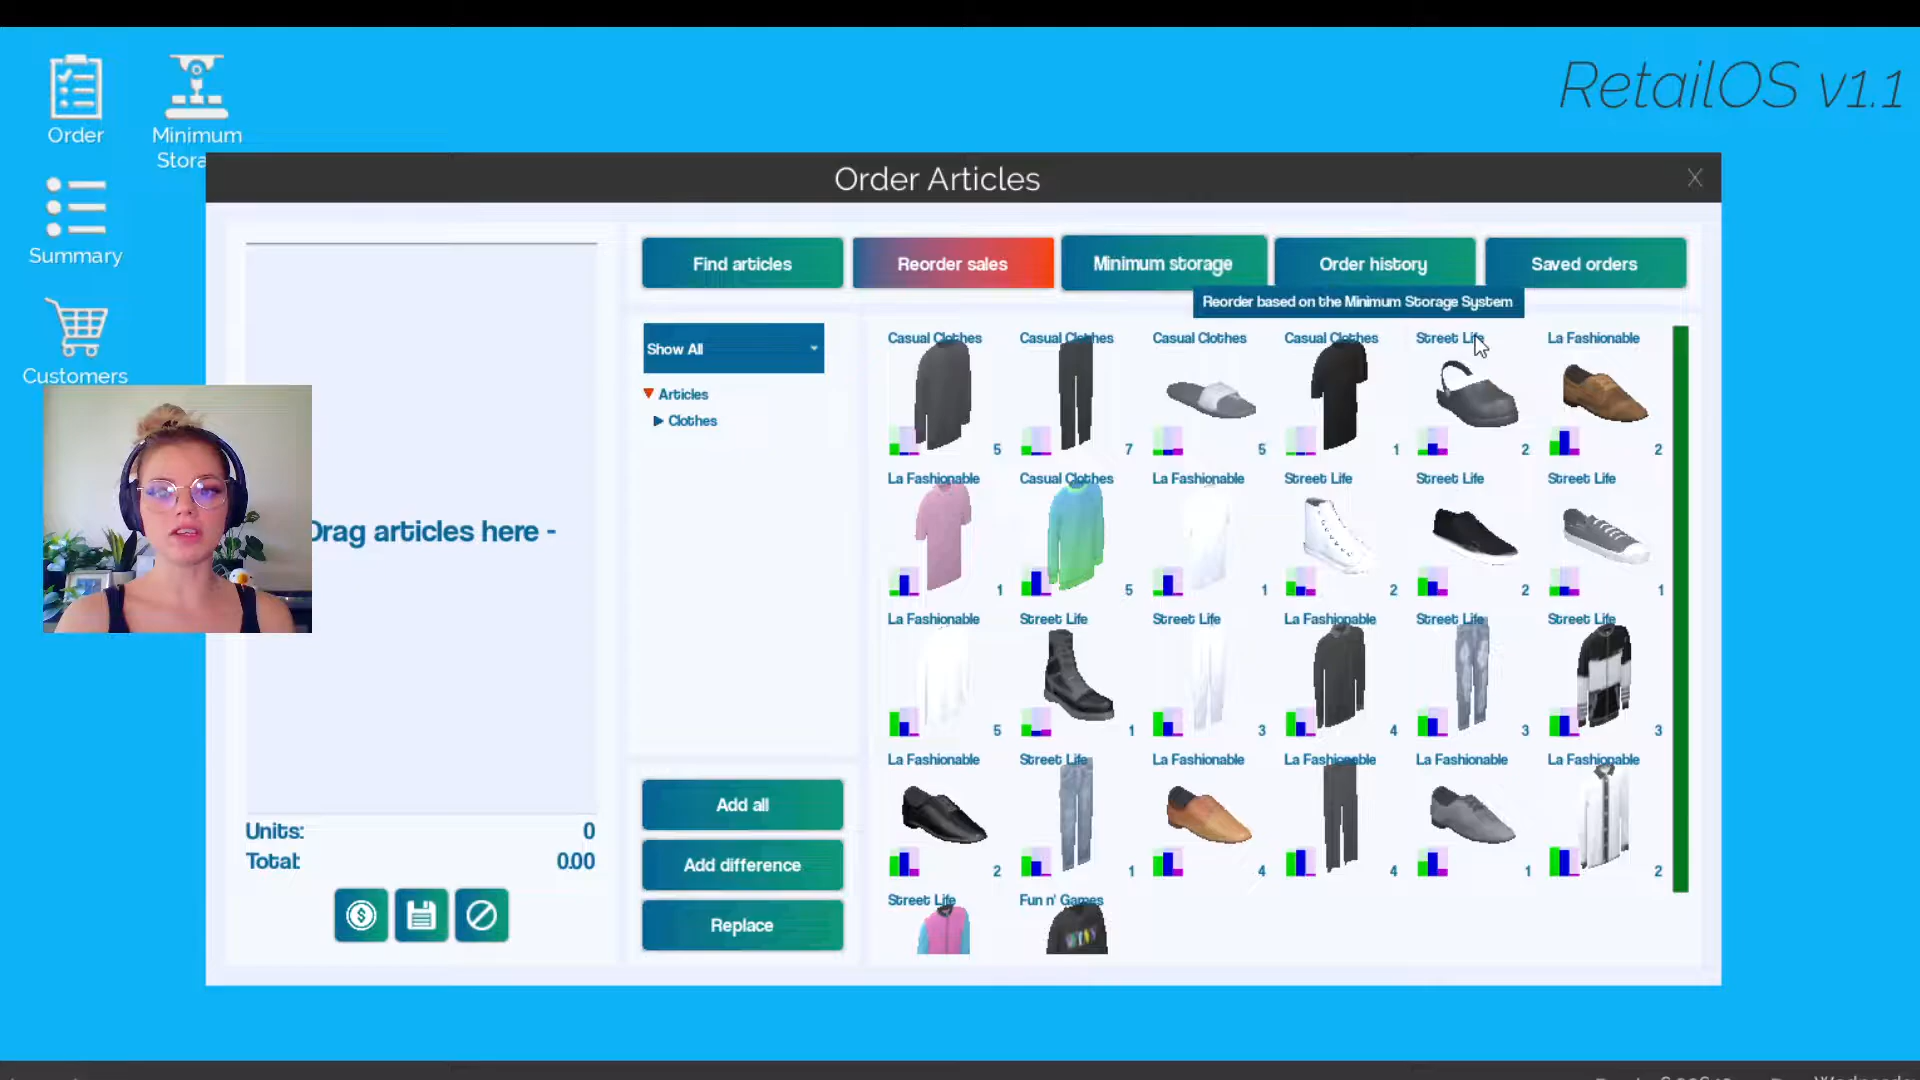 RetailOS v1.1
Order
Minimum
Stora
Summary
Customers
Order Articles
X
Find articles
Reorder sales
Minimum storage
Order history
Saved orders
Reorder based on the Minimum Storage System
Show All
Articles
Clothes
Drag articles here -
Units: 0
Total: 0.00
Add all
Add difference
Replace
Casual Clothes Casual Clothes Casual Clothes Casual Clothes Street Life La Fashionable
5 7 5 1 2 2
La Fashionable Casual Clothes La Fashionable Street Life Street Life Street Life
1 5 1 2 2 1
La Fashionable Street Life Street Life La Fashionable Street Life Street Life
5 1 3 4 3 3
La Fashionable Street Life La Fashionable La Fashionable La Fashionable La Fashionable
2 1 4 4 1 2
Street Life Fun n' Games